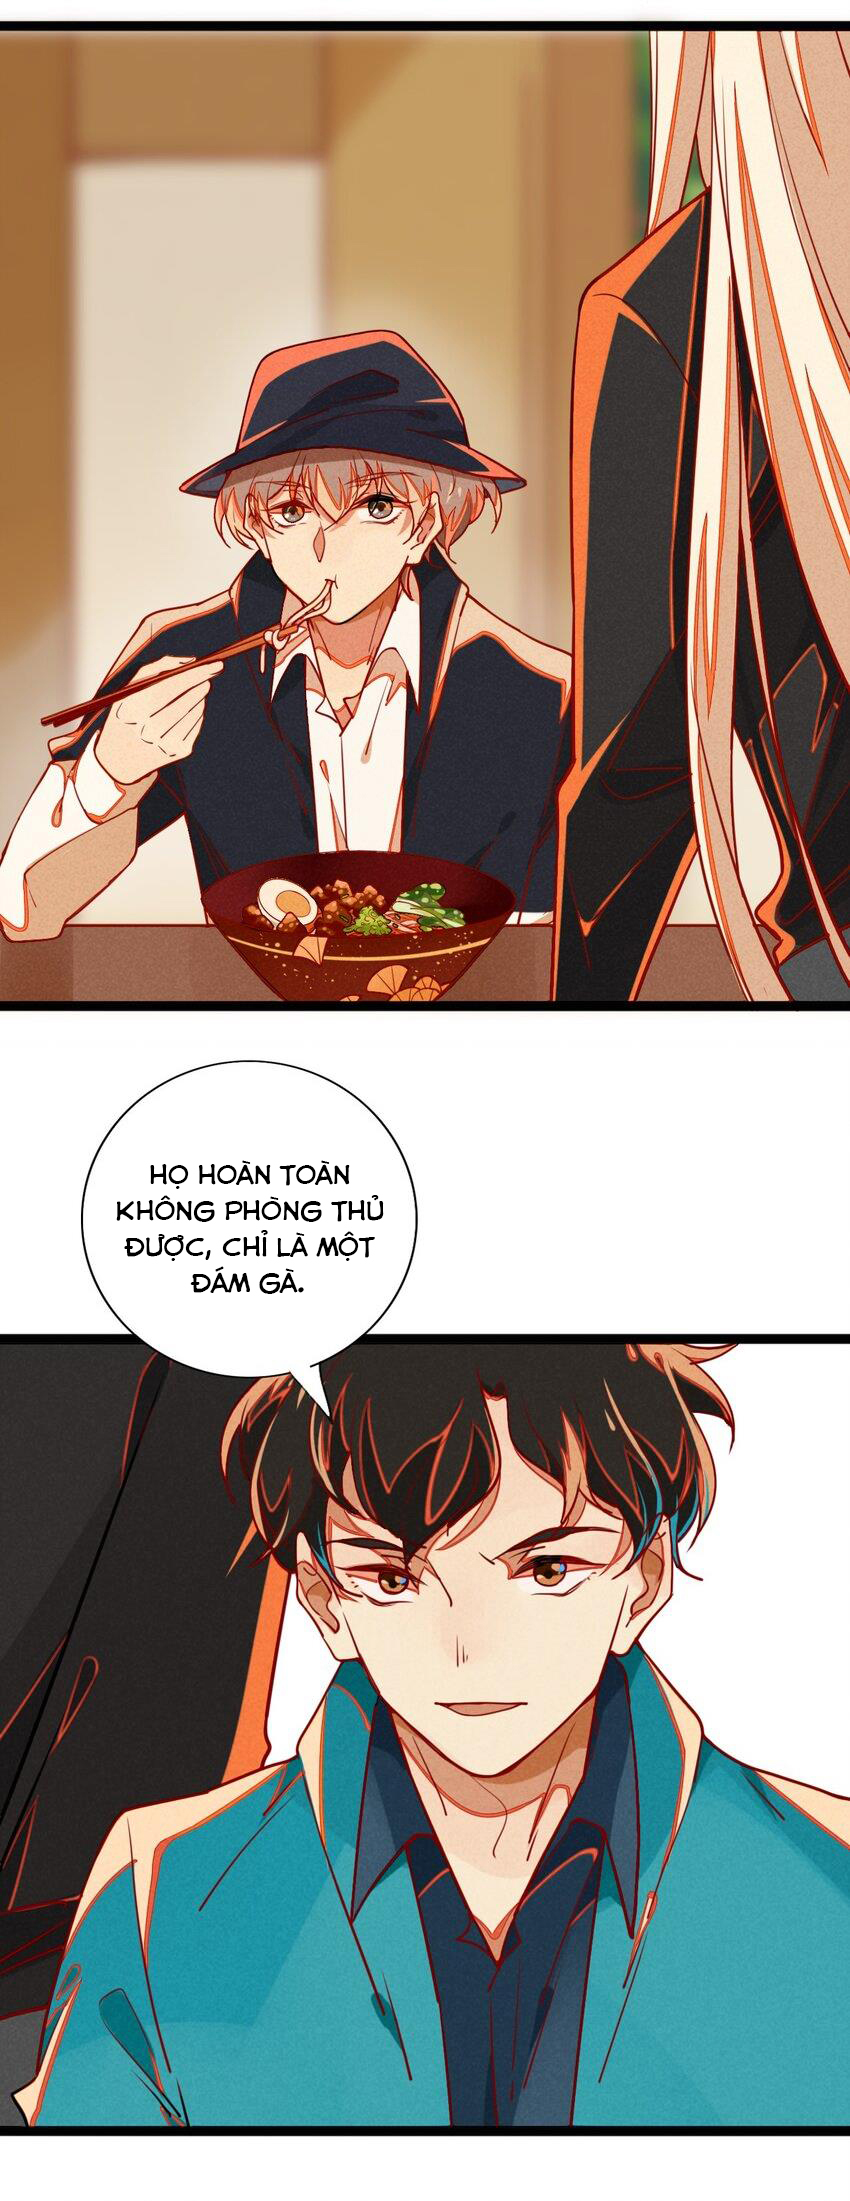 HỌ HOÀN TOÀN
KHÔNG PHÒNG THỦ
ĐƯỢC, CHỈ LÀ MỘT
ĐÁM GÀ.